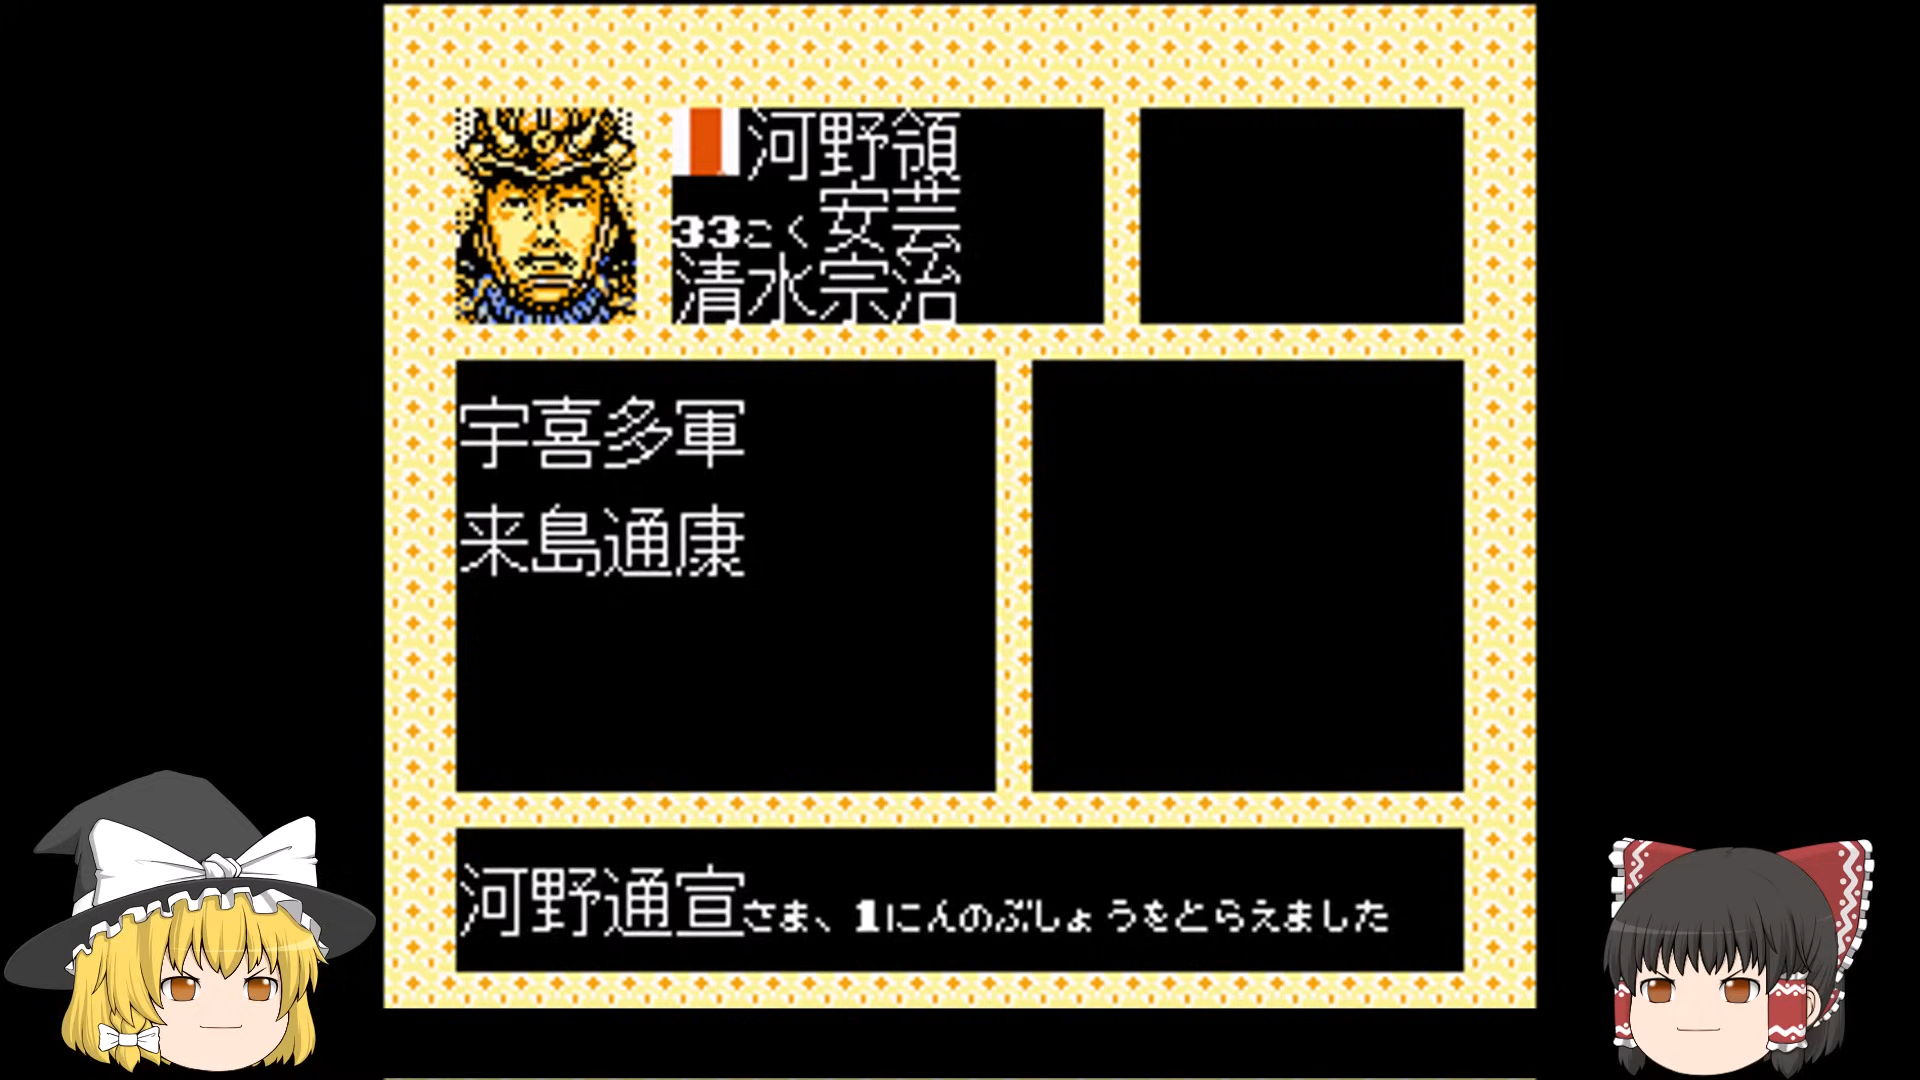 河野領
33こく安芸
清水宗治
宇喜多軍
来島通康
河野通宣さま、1にんのぶしょうをとらえました